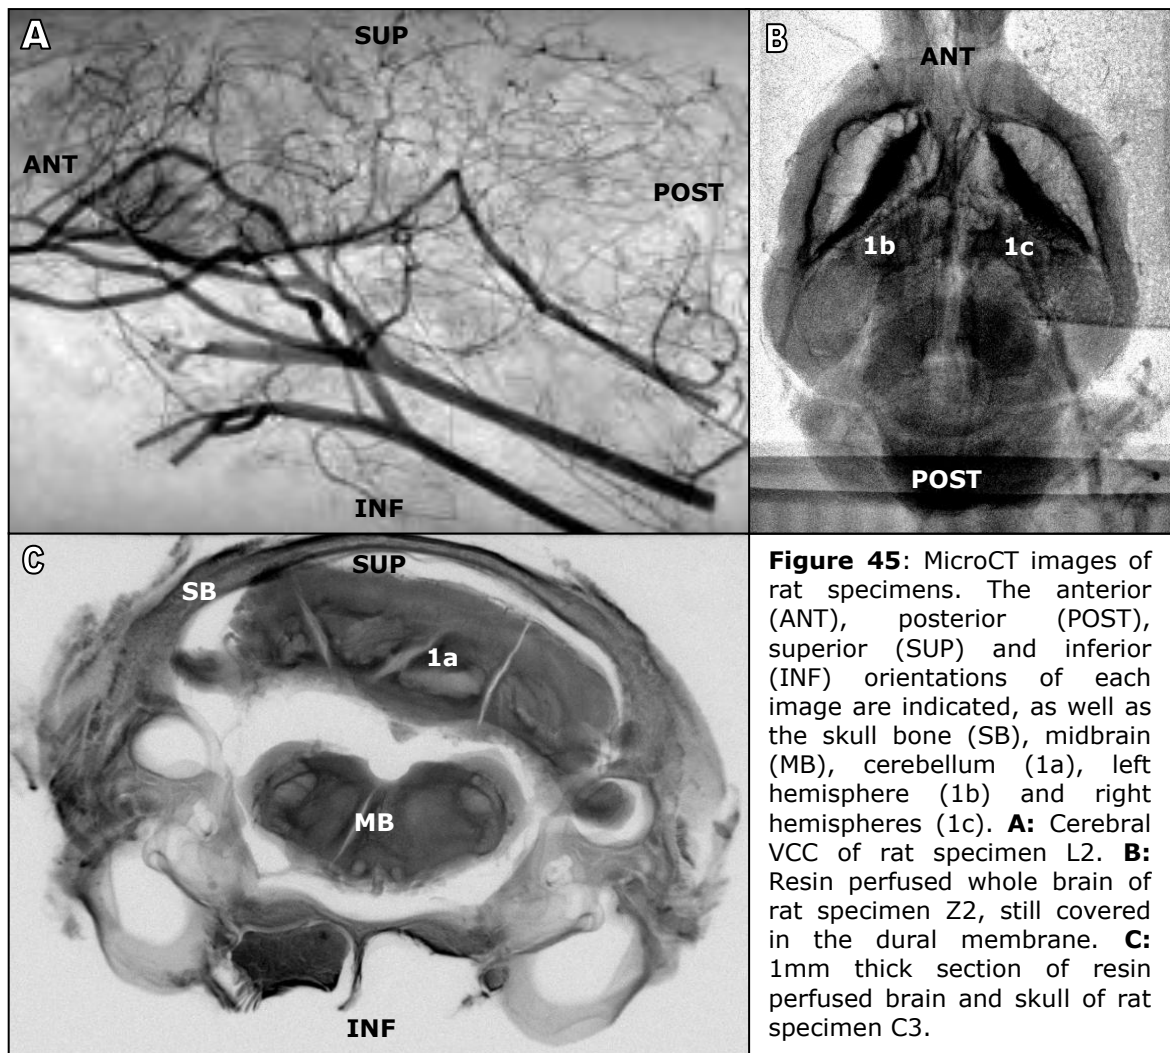 A
SUP
ANT
POST
INF
B
ANT
1b
1c
POST
C
SUP
SB
1a
MB
INF
Figure 45: MicroCT images of
rat specimens. The anterior
(ANT), posterior (POST),
superior (SUP) and inferior
(INF) orientations of each
image are indicated, as well as
the skull bone (SB), midbrain
(MB), cerebellum (1a), left
hemisphere (1b) and right
hemispheres (1c). A: Cerebral
VCC of rat specimen L2. B:
Resin perfused whole brain of
rat specimen Z2, still covered
in the dural membrane. C:
1mm thick section of resin
perfused brain and skull of rat
specimen C3.